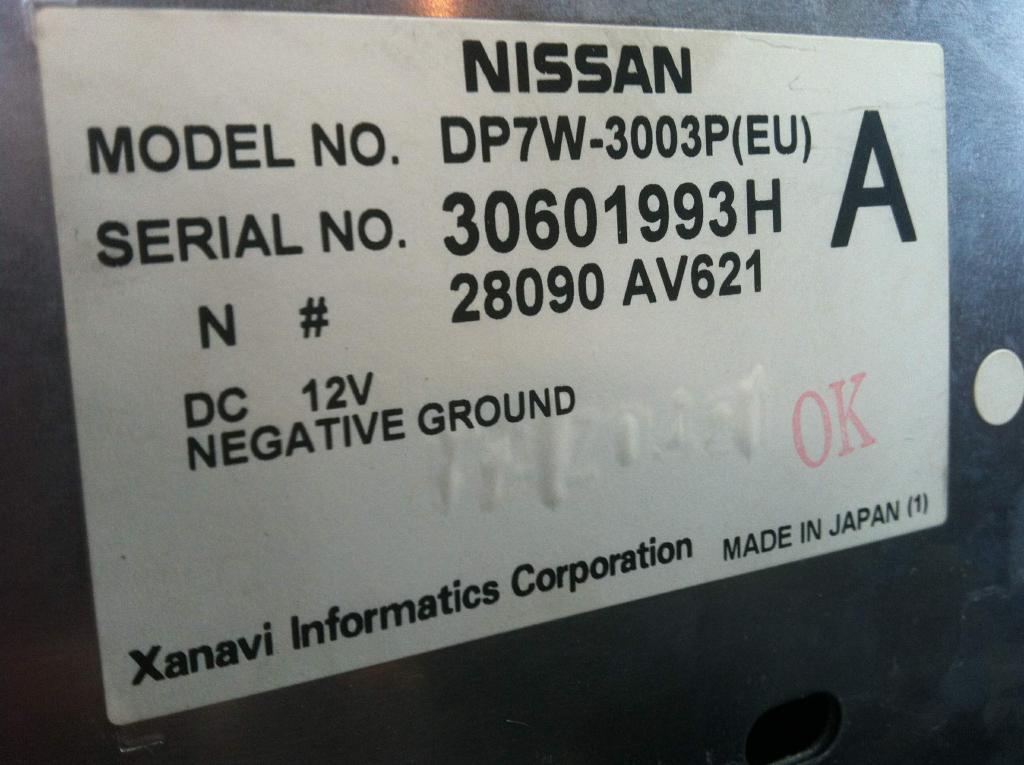 NISSAN
MODEL NO. DP7W-3003P(EU)
A
SERIAL NO. 30601993H
N # 28090 AV621
DC 12V
NEGATIVE GROUND
OK
Xanavi Informatics Corporation MADE IN JAPAN (1)